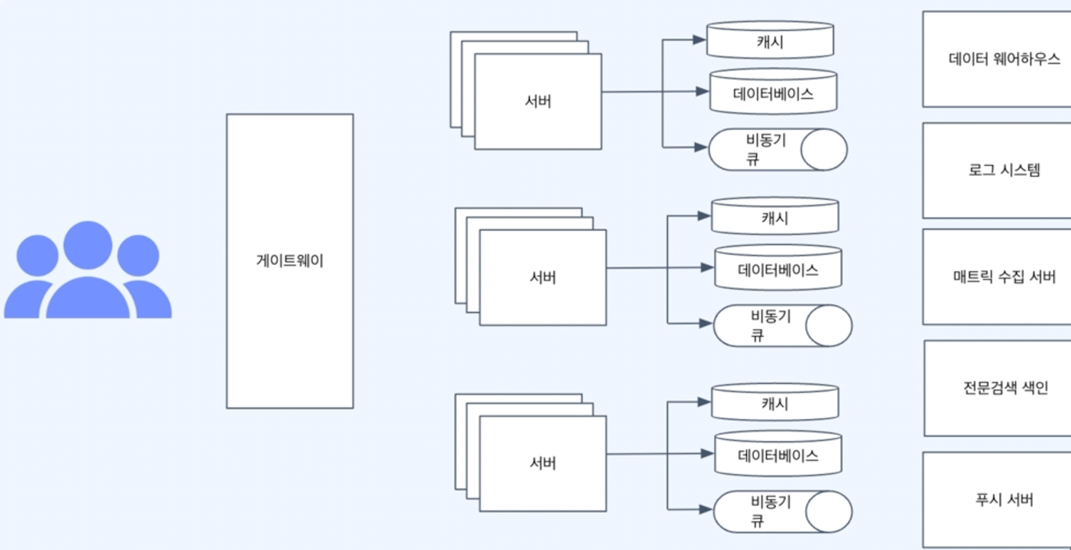 게이트웨이
서버
캐시
데이터베이스
비동기
큐
서버
캐시
데이터베이스
비동기
큐
서버
캐시
데이터베이스
비동기
큐
데이터 웨어하우스
로그 시스템
매트릭 수집 서버
전문검색 색인
푸시 서버